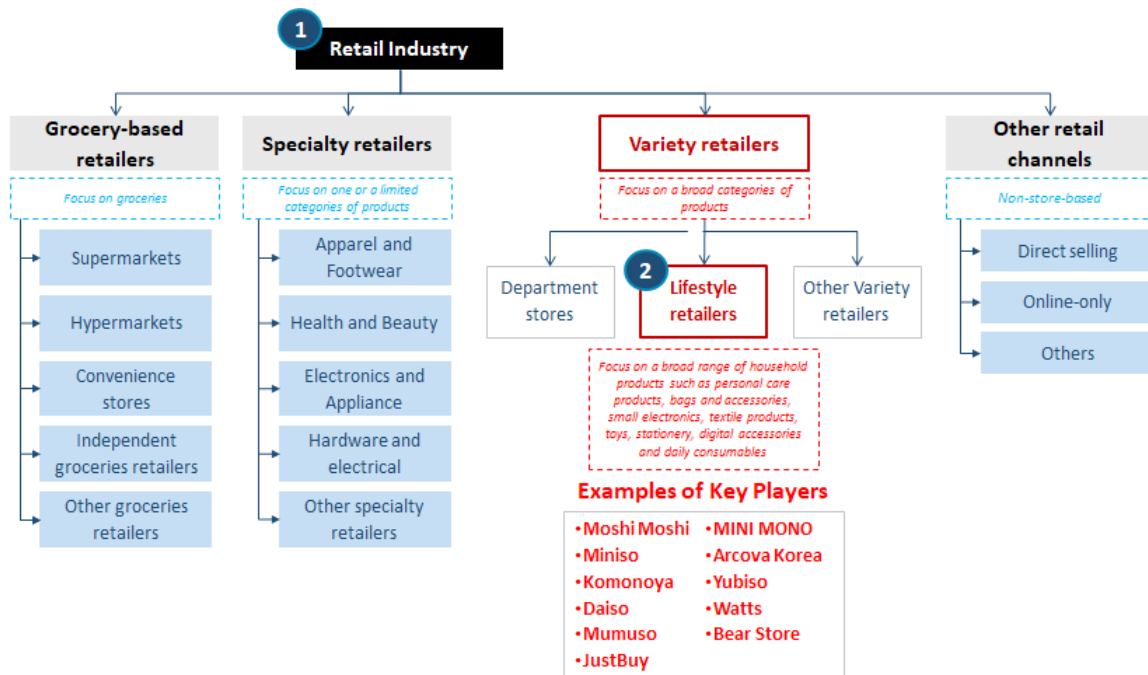 1
Retail Industry
Grocery-based
retailers
Focus on groceries
Supermarkets
Hypermarkets
Convenience
stores
Independent
groceries retailers
Other groceries
retailers
Specialty retailers
Focus on one or a limited
categories of products
Apparel and
Footwear
Health and Beauty
Electronics and
Appliance
Hardware and
electrical
Other specialty
retailers
Variety retailers
Focus on a broad categories of
products
Department
stores
2
Lifestyle
retailers
Other Variety
retailers
Focus on a broad range of household
products such as personal care
products, bags and accessories,
small electronics, textile products,
toys, stationery, digital accessories
and daily consumables
Examples of Key Players
•Moshi Moshi
•Miniso
•Komonoya
•Daiso
•Mumuso
•JustBuy
•MINI MONO
•Arcova Korea
•Yubiso
•Watts
•Bear Store
Other retail
channels
Non-store-based
Direct selling
Online-only
Others